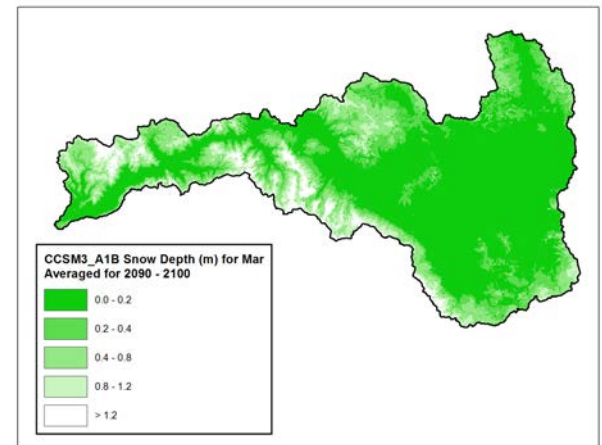 CCSM3_A1B Snow Depth (m) for Mar
Averaged for 2090 - 2100
0.0 - 0.2
0.2 - 0.4
0.4 - 0.8
0.8 - 1.2
> 1.2